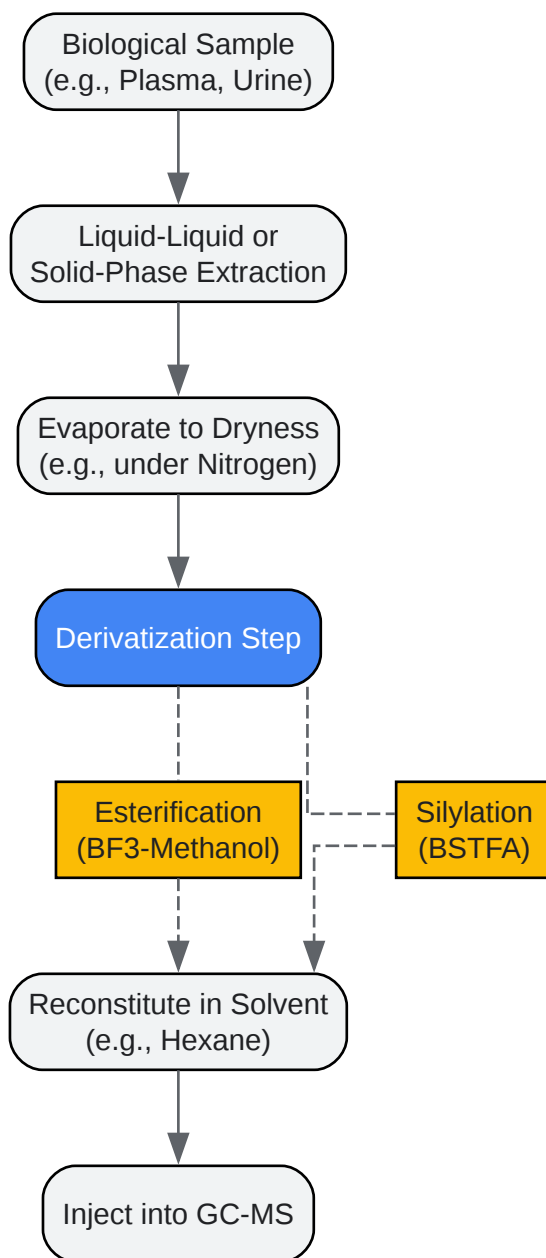 Biological Sample
(e.g., Plasma, Urine)
Liquid-Liquid or
Solid-Phase Extraction
Evaporate to Dryness
(e.g., under Nitrogen)
Derivatization Step
Esterification
(BF3-Methanol)
Silylation
(BSTFA)
Reconstitute in Solvent
(e.g., Hexane)
Inject into GC-MS